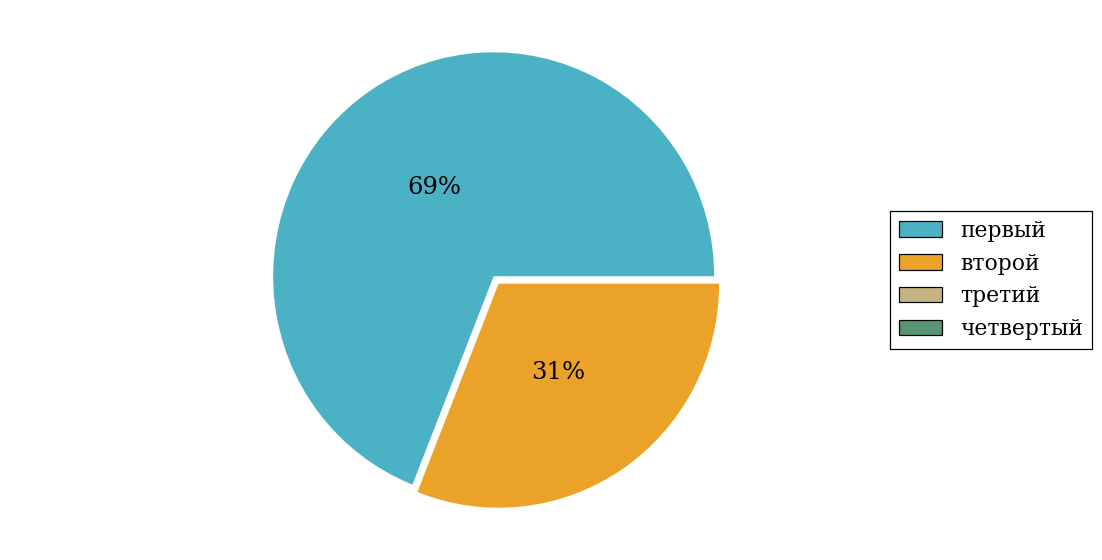 69%
31%
первый
второй
третий
четвертый